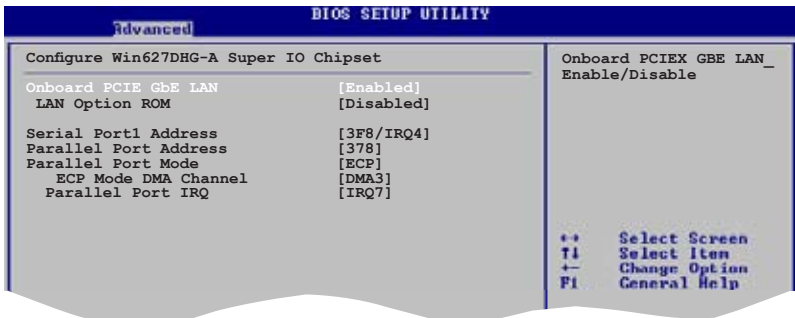 BIOS SETUP UTILITY
Advanced
Configure Win627DHG-A Super IO Chipset
Onboard PCIE GbE LAN [Enabled]
LAN Option ROM [Disabled]
Serial Port1 Address [3F8/IRQ4]
Parallel Port Address [378]
Parallel Port Mode [ECP]
ECP Mode DMA Channel [DMA3]
Parallel Port IRQ [IRQ7]
Onboard PCIEX GBE LAN_
Enable/Disable
←→ Select Screen
↑↓ Select Item
+- Change Option
F1 General Help